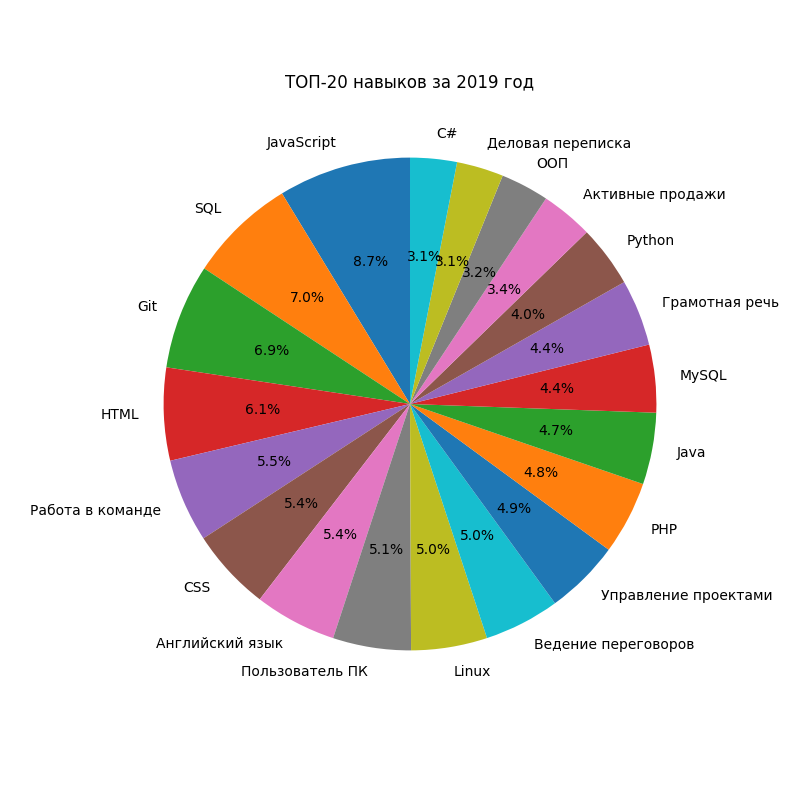 ТОП-20 навыков за 2019 год
JavaScript
8.7%
SQL
7.0%
Git
6.9%
HTML
6.1%
Работа в команде
5.5%
CSS
5.4%
Английский язык
5.4%
Пользователь ПК
5.1%
Linux
5.0%
Ведение переговоров
5.0%
Управление проектами
4.9%
PHP
4.8%
Java
4.7%
MySQL
4.4%
Грамотная речь
4.4%
Python
4.0%
Активные продажи
3.4%
ООП
3.2%
Деловая переписка
3.1%
C#
3.1%